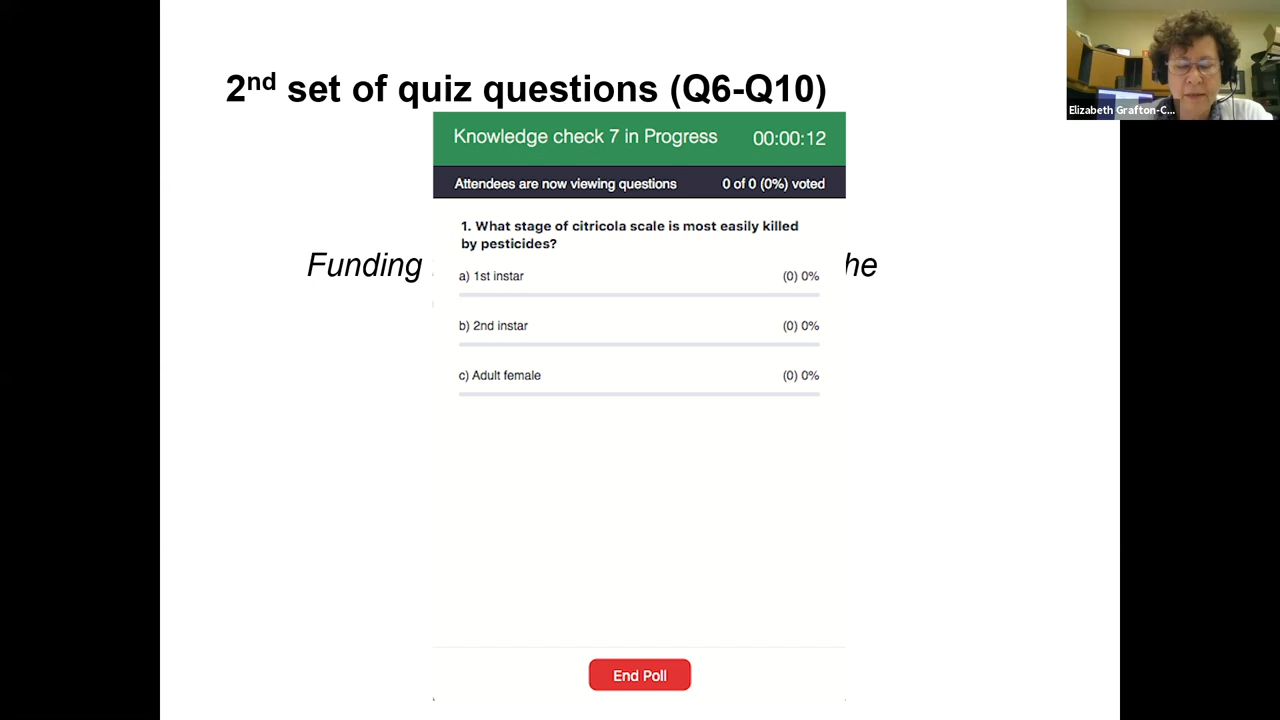 2nd set of quiz questions (Q6-Q10)
Elizabeth Grafton-C...
Knowledge check 7 in Progress 00:00:12
Attendees are now viewing questions 0 of 0 (0%) voted
1. What stage of citricola scale is most easily killed
by pesticides?
Funding
a) 1st instar (0) 0%
b) 2nd instar (0) 0%
c) Adult female (0) 0%
End Poll